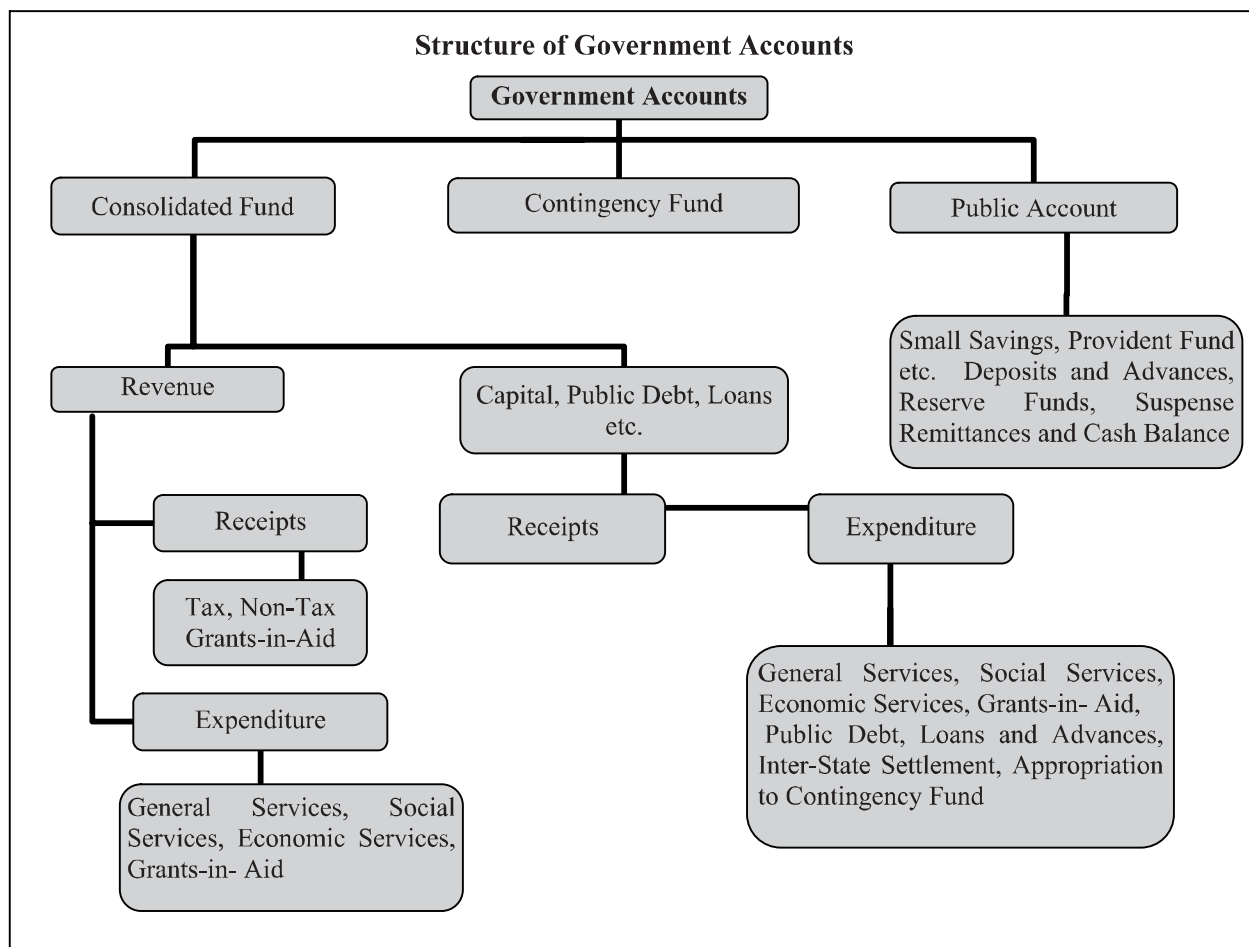 Structure of Government Accounts
Government Accounts
Consolidated Fund
Contingency Fund
Public Account
Small Savings, Provident Fund
etc. Deposits and Advances,
Reserve Funds, Suspense
Remittances and Cash Balance
Revenue
Capital, Public Debt, Loans
etc.
Receipts
Tax, Non-Tax
Grants-in-Aid
Expenditure
General Services, Social
Services, Economic Services,
Grants-in- Aid
Receipts
Expenditure
General Services, Social Services,
Economic Services, Grants-in- Aid,
Public Debt, Loans and Advances,
Inter-State Settlement, Appropriation
to Contingency Fund